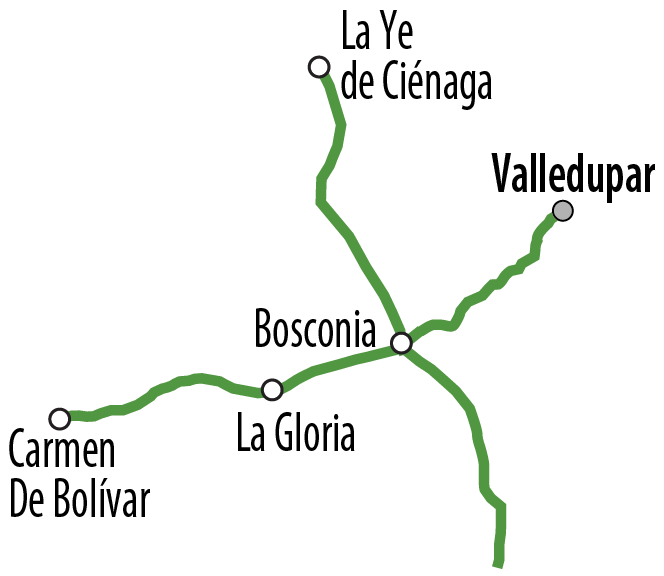 La Ye
de Ciénaga
Valledupar
Bosconia
La Gloria
Carmen
De Bolívar